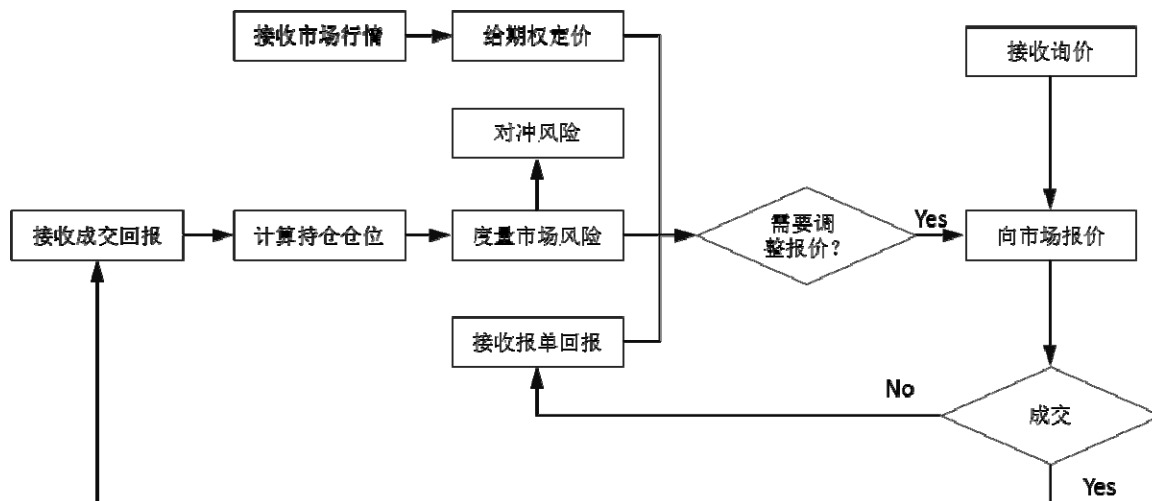 接收市场行情
给期权定价
接收询价
对冲风险
接收成交回报
计算持仓仓位
度量市场风险
需要调
整报价?
Yes
向市场报价
接收报单回报
No
成交
Yes